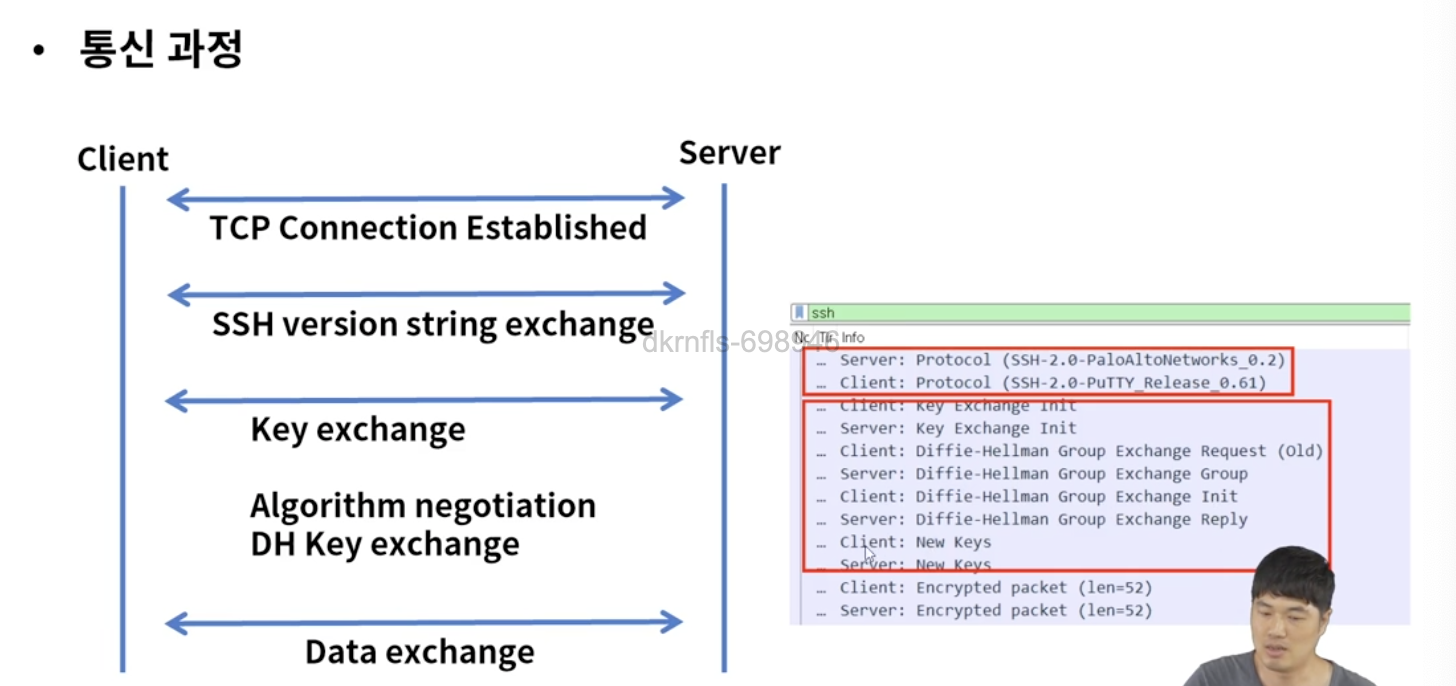 • 통신 과정
Client
Server
TCP Connection Established
SSH version string exchange
Key exchange
Algorithm negotiation
DH Key exchange
Data exchange
dkrnfls-698946
ssh
Info
… Server: Protocol (SSH-2.0-PaloAltoNetworks_0.2)
… Client: Protocol (SSH-2.0-PuTTY_Release_0.61)
… Client: Key Exchange Init
… Server: Key Exchange Init
… Client: Diffie-Hellman Group Exchange Request (Old)
… Server: Diffie-Hellman Group Exchange Group
… Client: Diffie-Hellman Group Exchange Init
… Server: Diffie-Hellman Group Exchange Reply
… Client: New Keys
… Server: New Keys
… Client: Encrypted packet (len=52)
… Server: Encrypted packet (len=52)